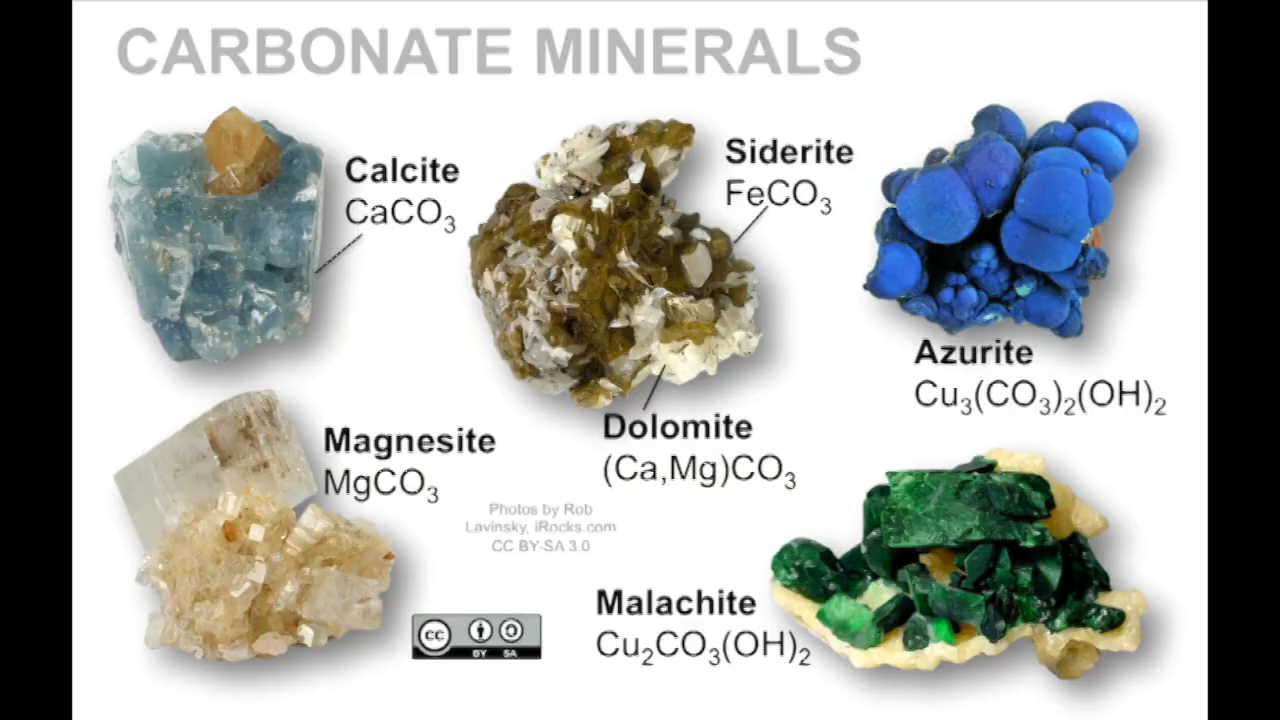 CARBONATE MINERALS
Calcite
CaCO₃
Siderite
FeCO₃
Azurite
Cu₃(CO₃)₂(OH)₂
Magnesite
MgCO₃
Dolomite
(Ca,Mg)CO₃
Photos by Rob
Lavinsky, iRocks.com
CC BY-SA 3.0
Malachite
Cu₂CO₃(OH)₂
CC
BY SA